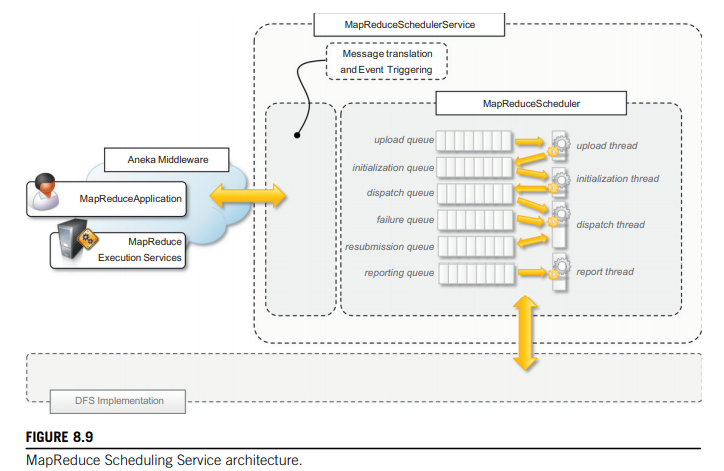 MapReduceSchedulerService
Message translation
and Event Triggering
MapReduceScheduler
upload queue
upload thread
Aneka Middleware
initialization queue
initialization thread
MapReduceApplication
dispatch queue
failure queue
dispatch thread
MapReduce
Execution Services
resubmission queue
reporting queue
report thread
DFS Implementation
FIGURE 8.9
MapReduce Scheduling Service architecture.